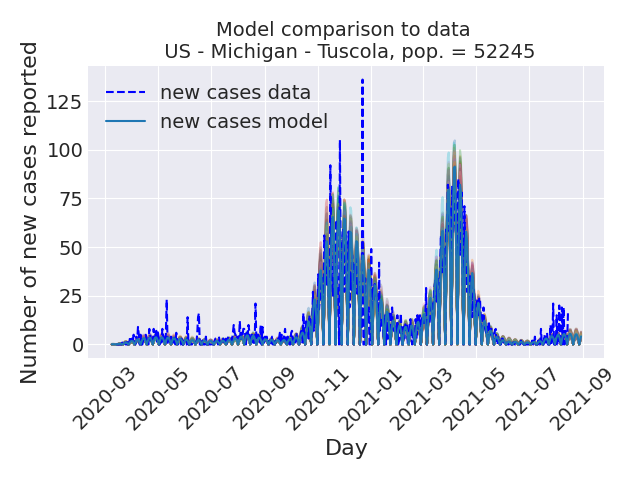 Model comparison to data
US - Michigan - Tuscola, pop. = 52245
Number of new cases reported
125
100
75
50
25
0
new cases data
new cases model
2020-03
2020-05
2020-07
2020-09
2020-11
2021-01
2021-03
2021-05
2021-07
2021-09
Day